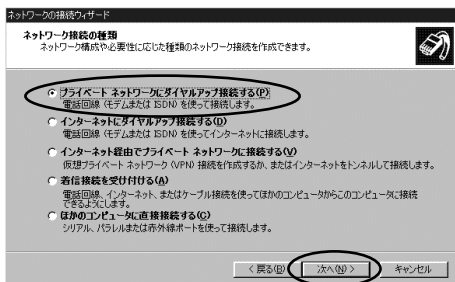 ネットワークの接続ウィザード
ネットワーク接続の種類
ネットワーク構成や必要性に応じた種類のネットワーク接続を作成できます。
プライベート ネットワークにダイヤルアップ接続する(P)
電話回線 (モデムまたは ISDN) を使って接続します。
インターネットにダイヤルアップ接続する(D)
電話回線 (モデムまたは ISDN) を使ってインターネットに接続します。
インターネット経由でプライベート ネットワークに接続する(V)
仮想プライベート ネットワーク (VPN) 接続を作成するか、またはインターネットをトンネルして接続します。
着信接続を受け付ける(A)
電話回線、インターネット、またはケーブル接続を使ってほかのコンピュータからこのコンピュータに接続
できるようにします。
ほかのコンピュータに直接接続する(C)
シリアル、パラレルまたは赤外線ポートを使って接続します。
< 戻る(B) 次へ(N) > キャンセル